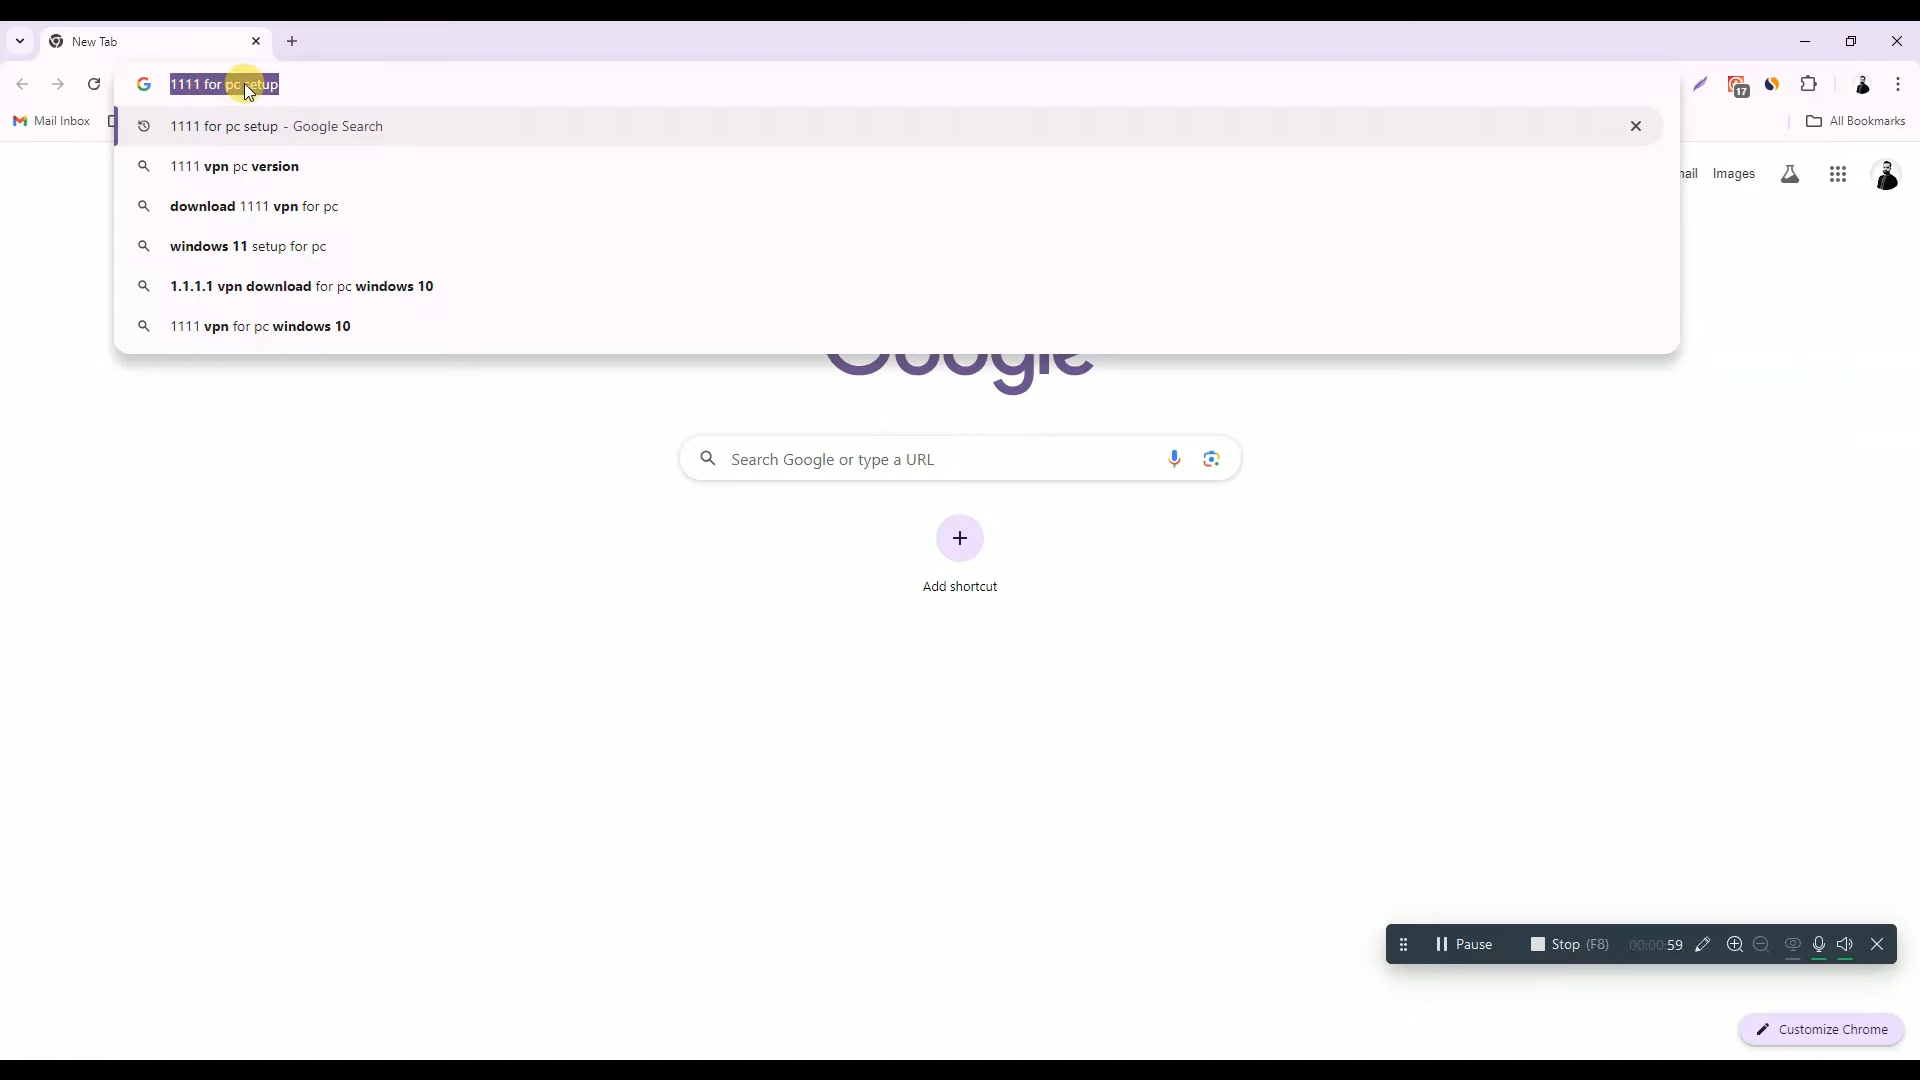 New Tab
1111 for pc setup
17
Mail Inbox
All Bookmarks
1111 for pc setup - Google Search
1111 vpn pc version
download 1111 vpn for pc
windows 11 setup for pc
1.1.1.1 vpn download for pc windows 10
1111 vpn for pc windows 10
Images
Google
Search Google or type a URL
Add shortcut
Pause
Stop (F8)
00:00:59
Customize Chrome